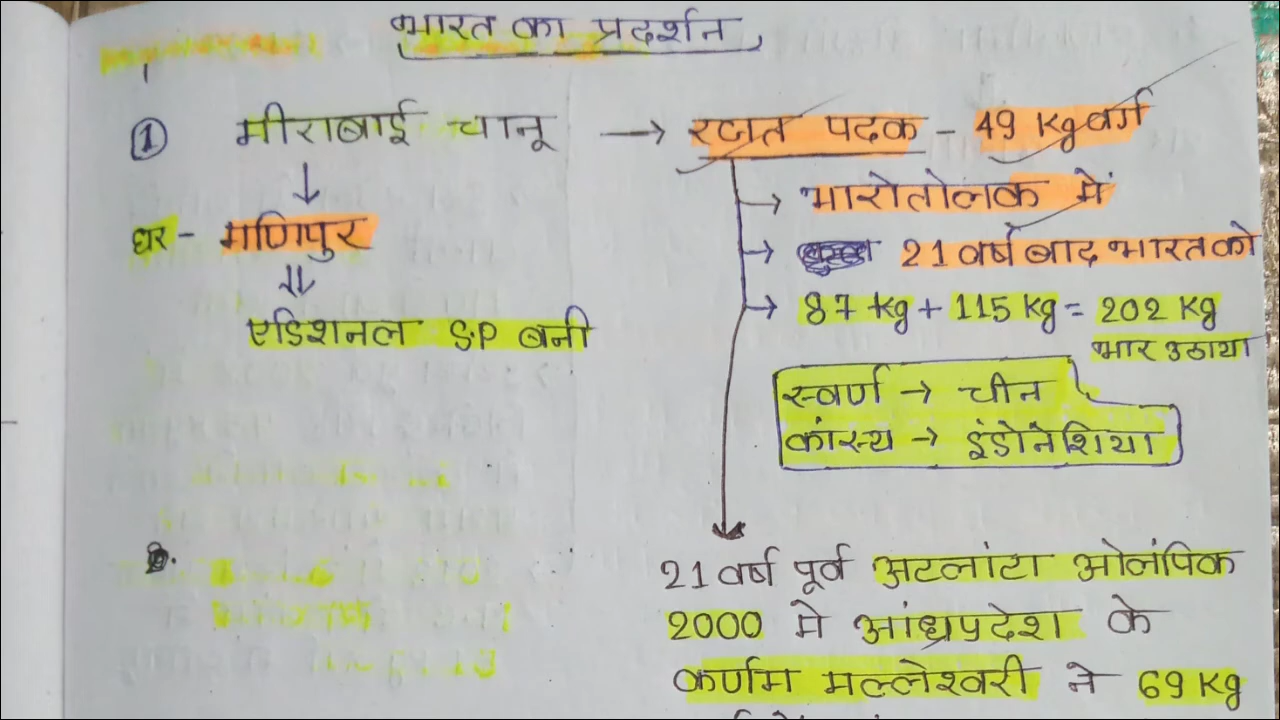 भारत का प्रदर्शन
① मीराबाई चानू → रजत पदक - 49 Kg वर्ग
↓
→ भारोतोलक में
घर - मणिपुर
→ 21 वर्ष बाद भारत को
→ 87 kg + 115 kg = 202 Kg
भार उठाया
एडिशनल S.P बनी
स्वर्ण → चीन
कांस्य → इंडोनेशिया
21 वर्ष पूर्व अटलांटा ओलंपिक
2000 मे आंध्रप्रदेश के
कर्णम मल्लेश्वरी ने 69 Kg